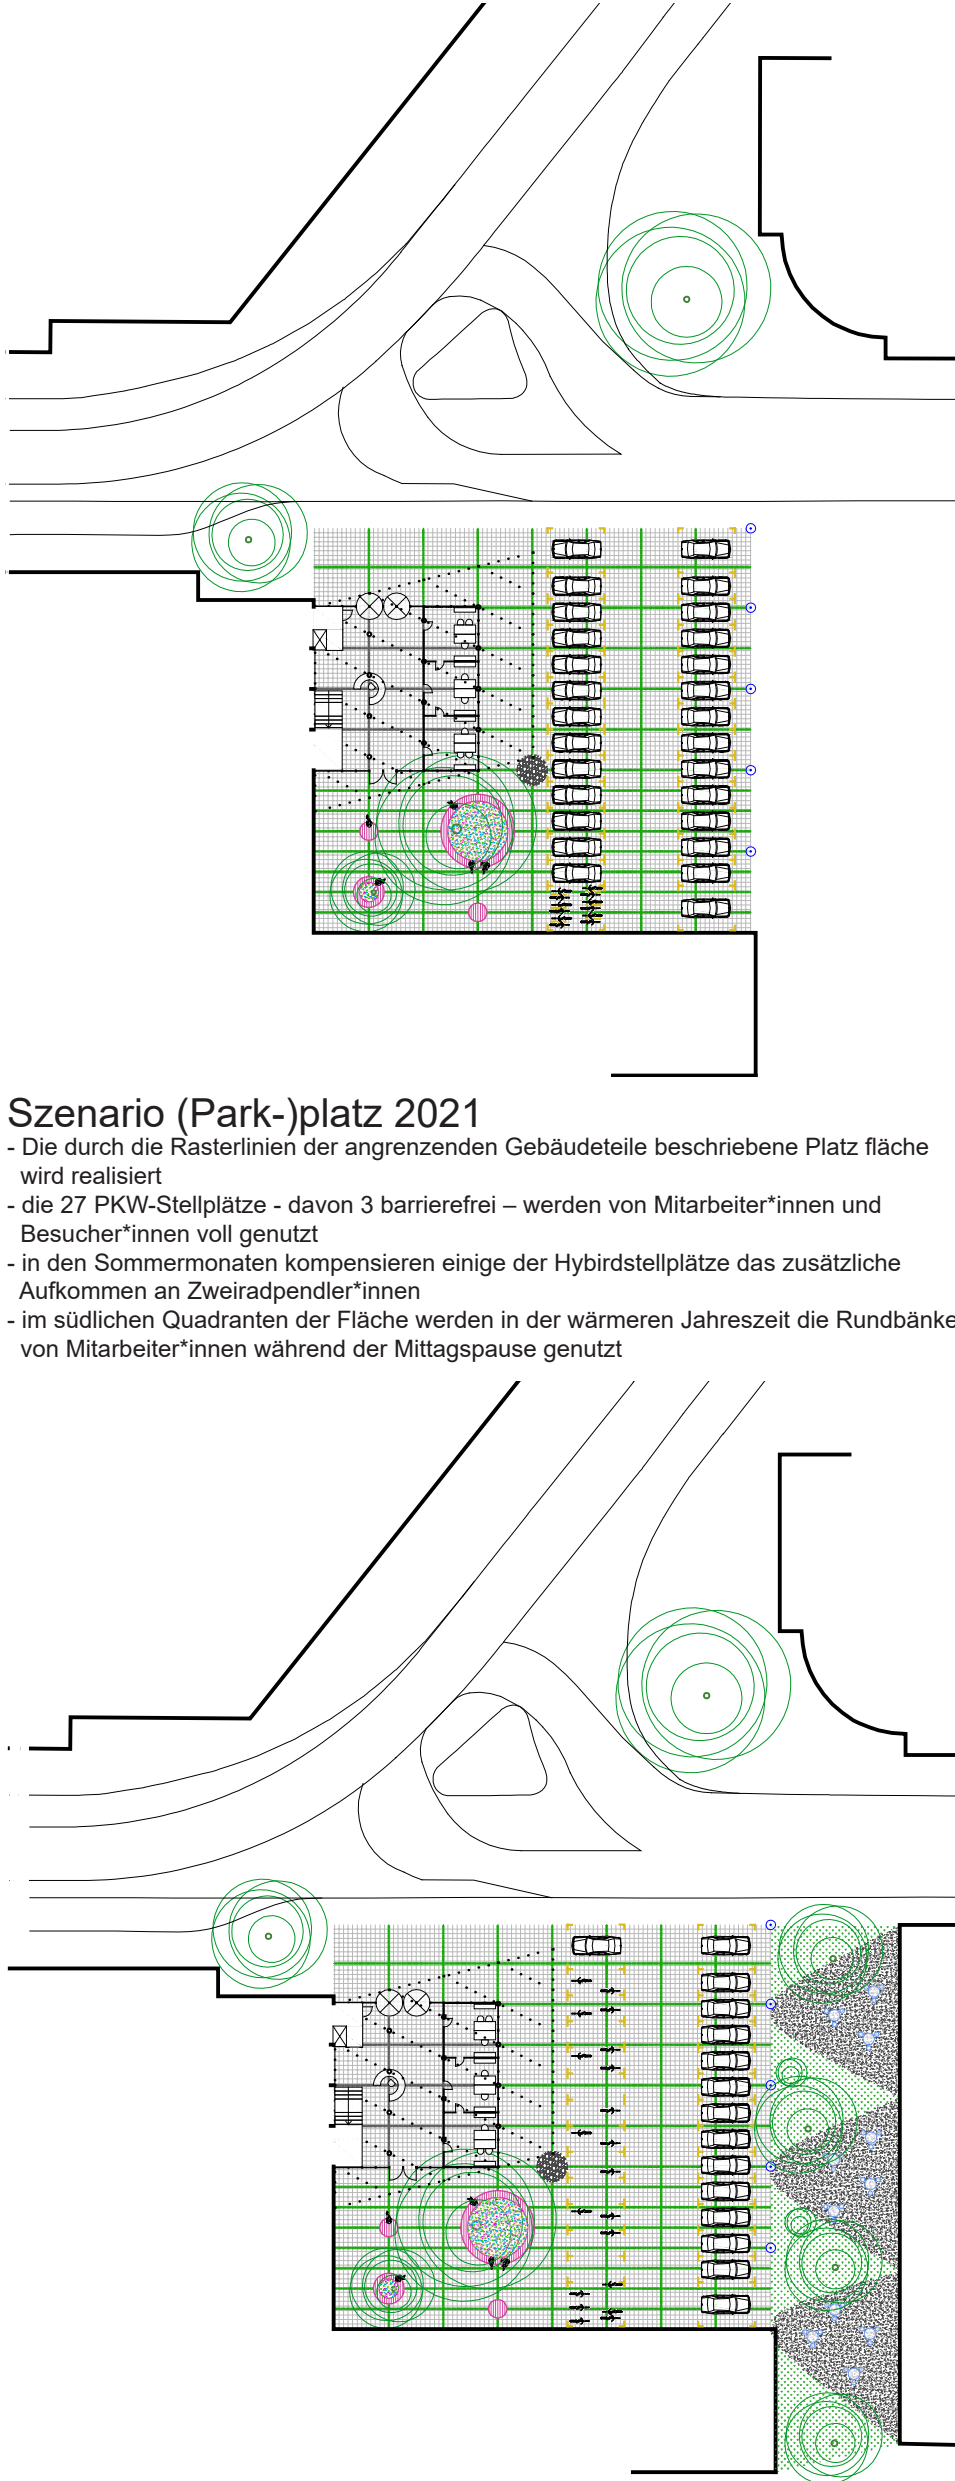 Szenario (Park-)platz 2021
- Die durch die Rasterlinien der angrenzenden Gebäudeteile beschriebene Platz fläche
wird realisiert
- die 27 PKW-Stellplätze - davon 3 barrierefrei – werden von Mitarbeiter*innen und
Besucher*innen voll genutzt
- in den Sommermonaten kompensieren einige der Hybirdstellplätze das zusätzliche
Aufkommen an Zweiradpendler*innen
- im südlichen Quadranten der Fläche werden in der wärmeren Jahreszeit die Rundbänke
von Mitarbeiter*innen während der Mittagspause genutzt